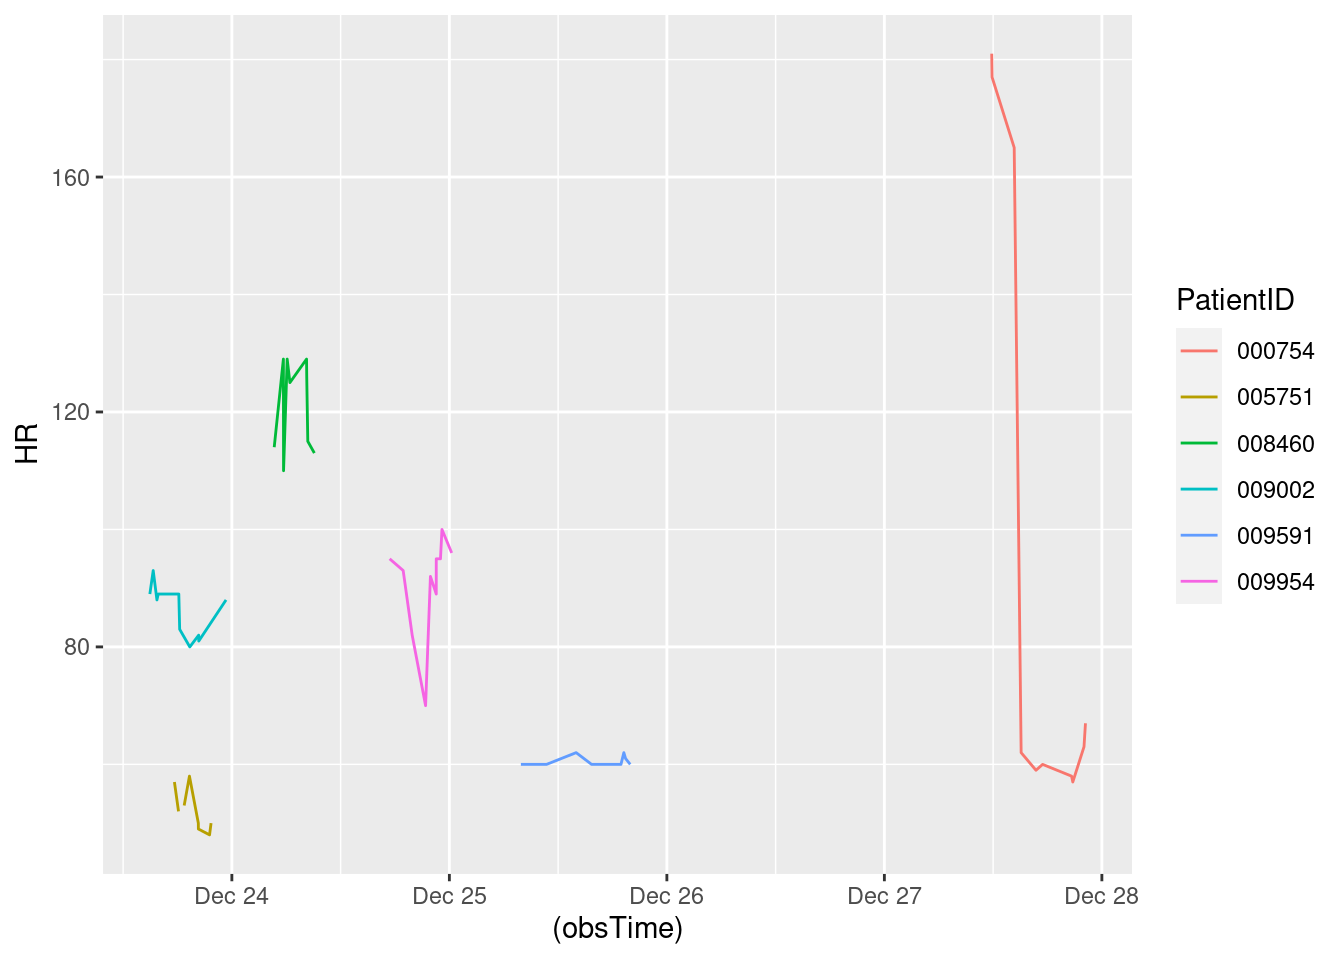 160
120
80
HR
Dec 24
Dec 25
Dec 26
Dec 27
Dec 28
(obsTime)
PatientID
000754
005751
008460
009002
009591
009954